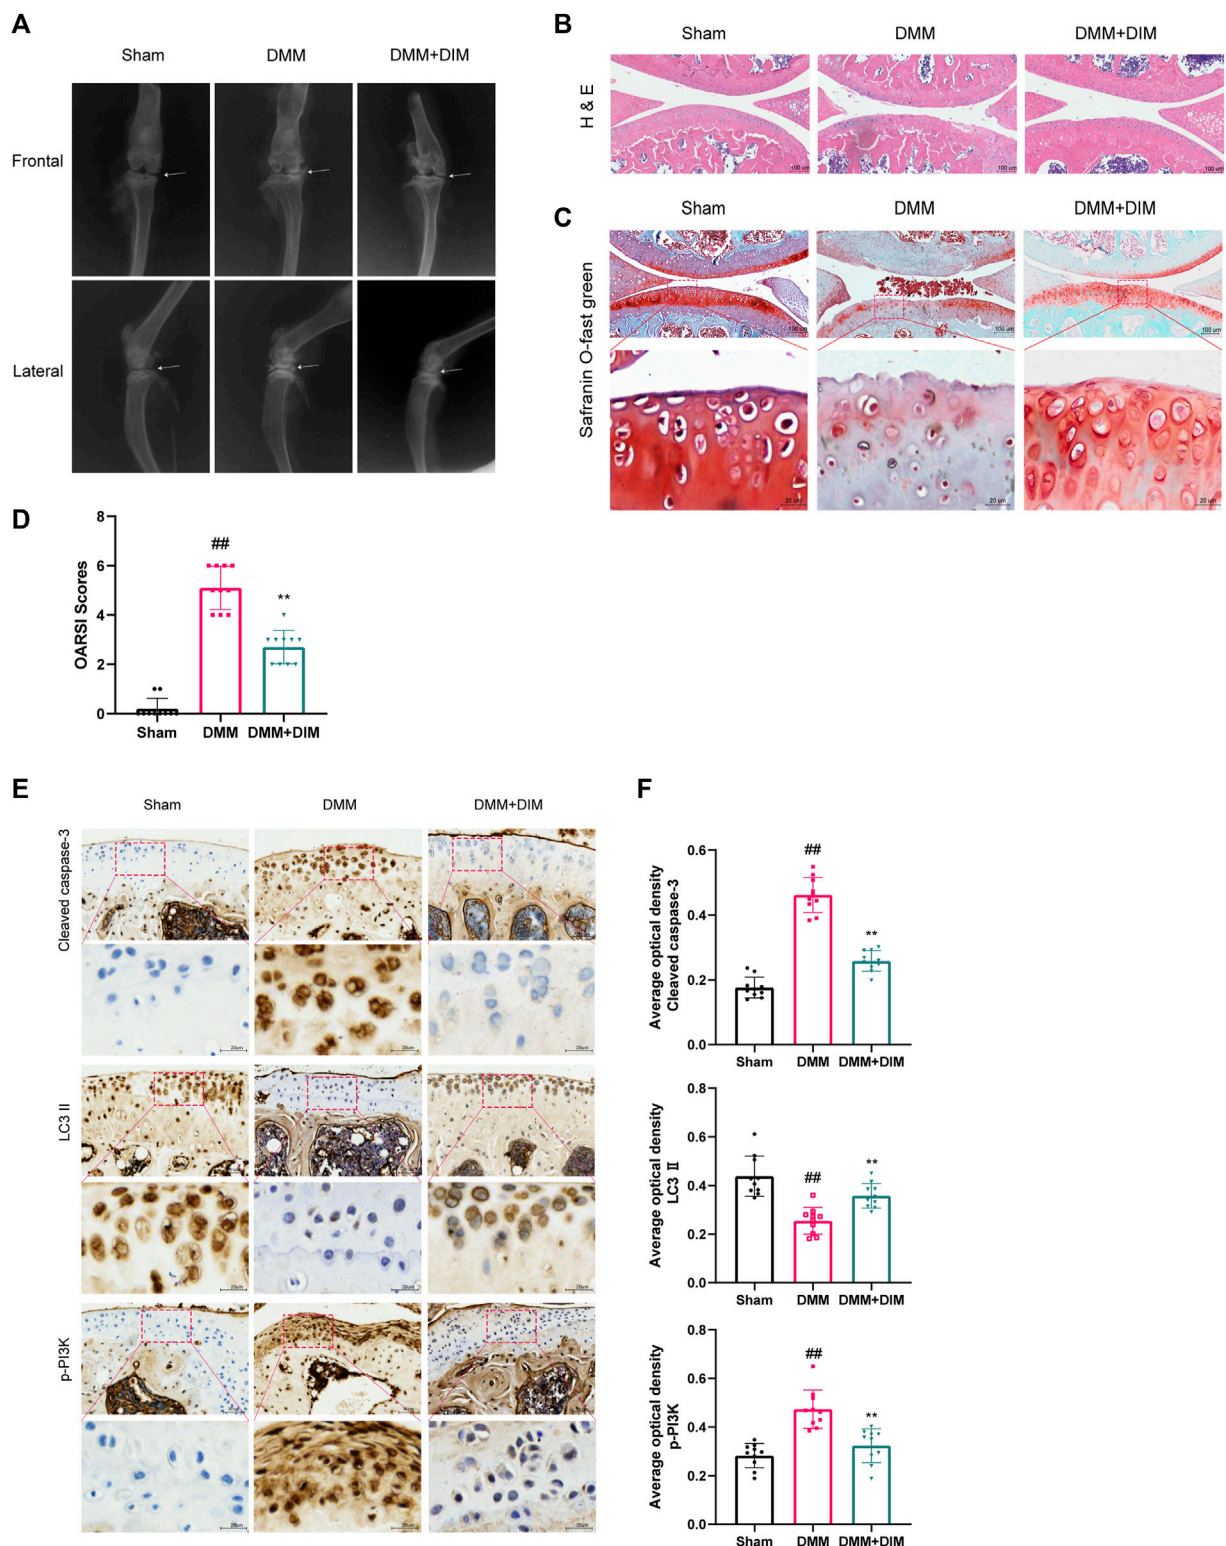 A
Sham
DMM
DMM+DIM
Frontal
Lateral
B
Sham
DMM
DMM+DIM
H & E
100 um
100 um
100 um
C
Sham
DMM
DMM+DIM
Safranin O-fast green
100 um
100 um
100 um
20 um
20 um
20 um
D
OARSI Scores
8
6
4
2
0
##
**
Sham
DMM
DMM+DIM
E
Sham
DMM
DMM+DIM
Cleaved caspase-3
20um
20um
20um
LC3 II
20um
20um
20um
p-PI3K
20um
20um
20um
F
Average optical density
Cleaved caspase-3
0.6
0.4
0.2
0.0
##
**
Sham
DMM
DMM+DIM
Average optical density
LC3 II
0.8
0.6
0.4
0.2
0.0
##
**
Sham
DMM
DMM+DIM
Average optical density
p-PI3K
0.8
0.6
0.4
0.2
0.0
##
**
Sham
DMM
DMM+DIM